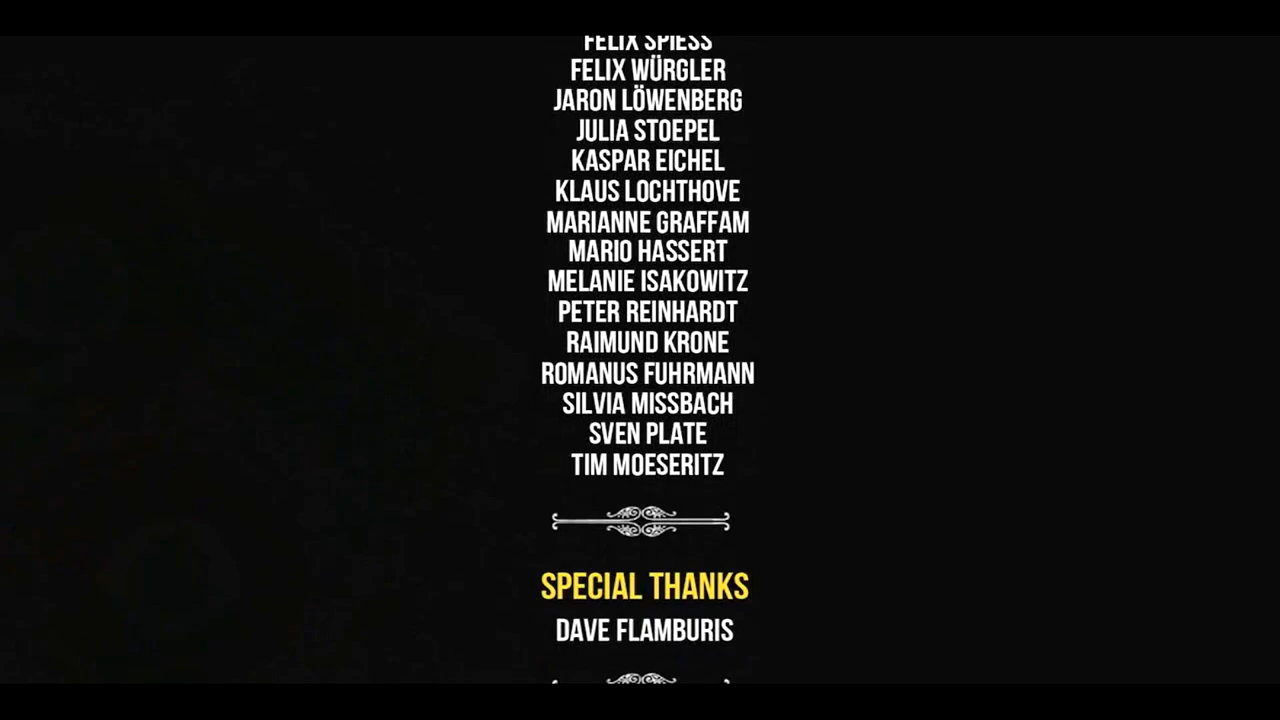 FELIX SPIESS
FELIX WÜRGLER
JARON LÖWENBERG
JULIA STOEPEL
KASPAR EICHEL
KLAUS LOCHTHOVE
MARIANNE GRAFFAM
MARIO HASSERT
MELANIE ISAKOWITZ
PETER REINHARDT
RAIMUND KRONE
ROMANUS FUHRMANN
SILVIA MISSBACH
SVEN PLATE
TIM MOESERITZ
SPECIAL THANKS
DAVE FLAMBURIS